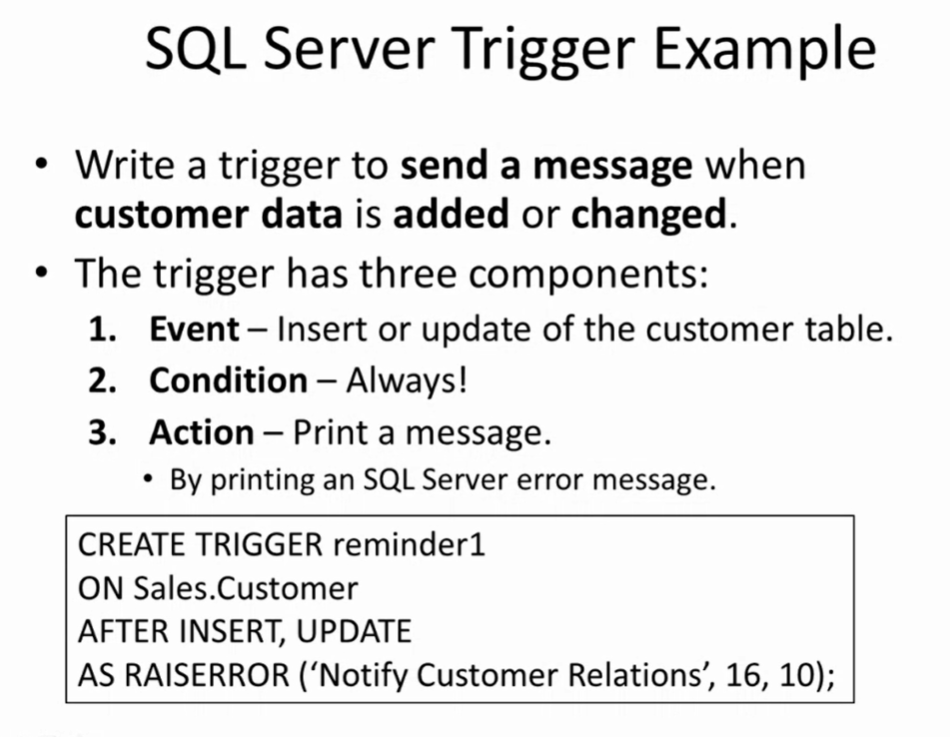 SQL Server Trigger Example
• Write a trigger to send a message when
customer data is added or changed.
• The trigger has three components:
1. Event – Insert or update of the customer table.
2. Condition – Always!
3. Action – Print a message.
• By printing an SQL Server error message.
CREATE TRIGGER reminder1
ON Sales.Customer
AFTER INSERT, UPDATE
AS RAISERROR (‘Notify Customer Relations’, 16, 10);